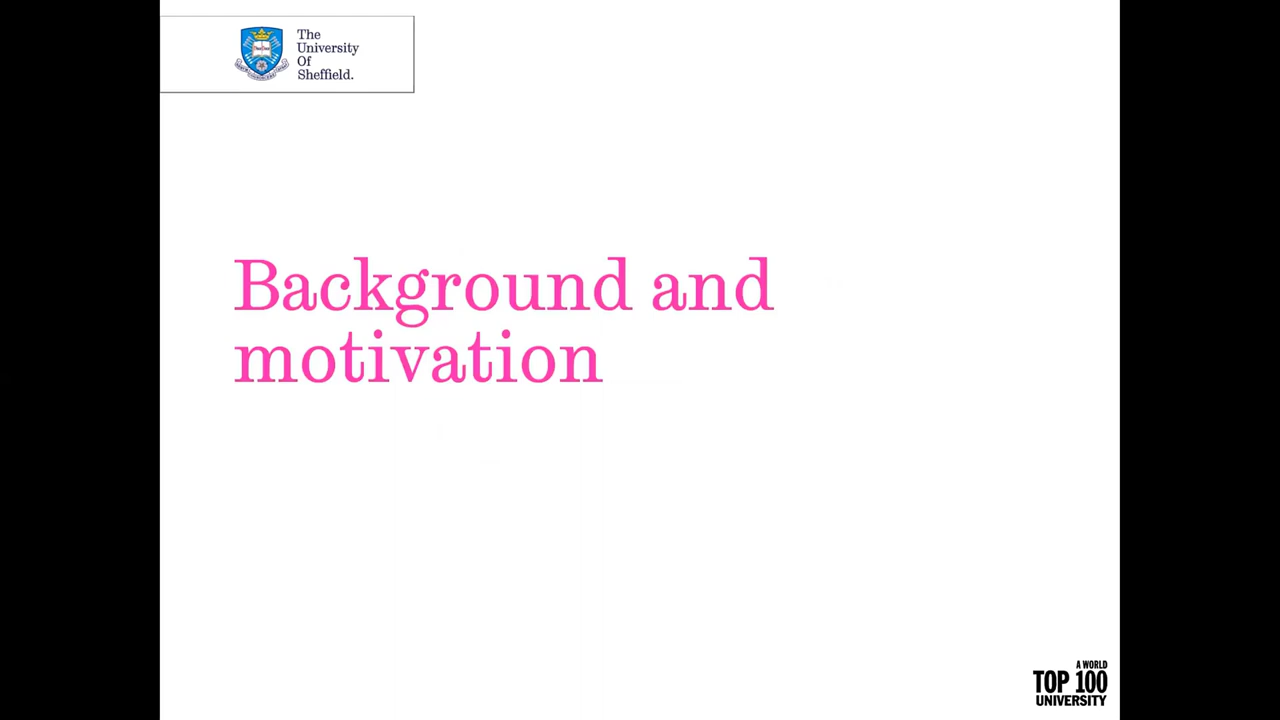 The
University
Of
Sheffield.
Background and
motivation
A WORLD
TOP 100
UNIVERSITY